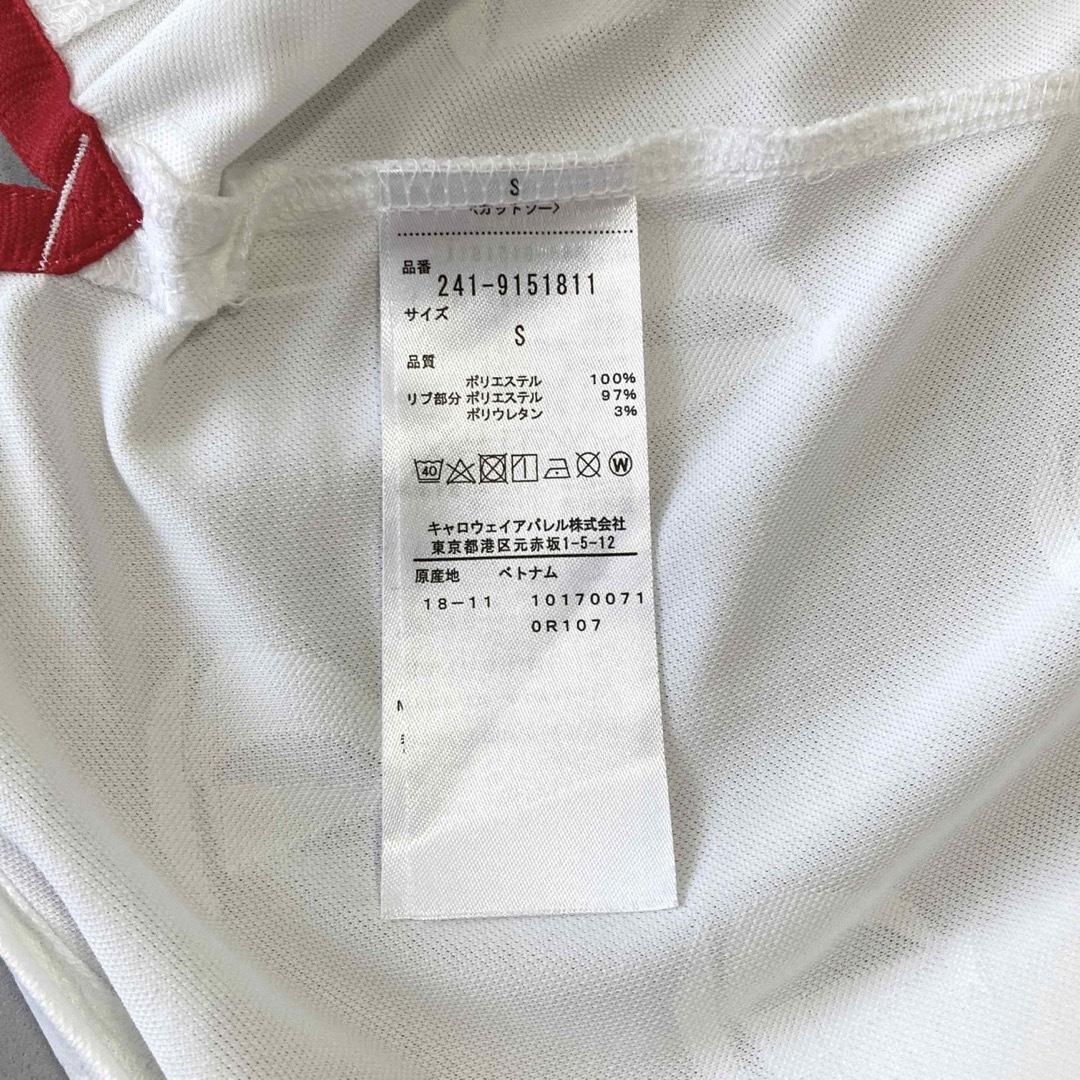 S
<カットソー>
品番
241-9151811
サイズ
S
品質
ポリエステル 100%
リブ部分 ポリエステル 97%
ポリウレタン 3%
40 W
キャロウェイアパレル株式会社
東京都港区元赤坂1-5-12
原産地 ベトナム
18-11 10170071
0R107